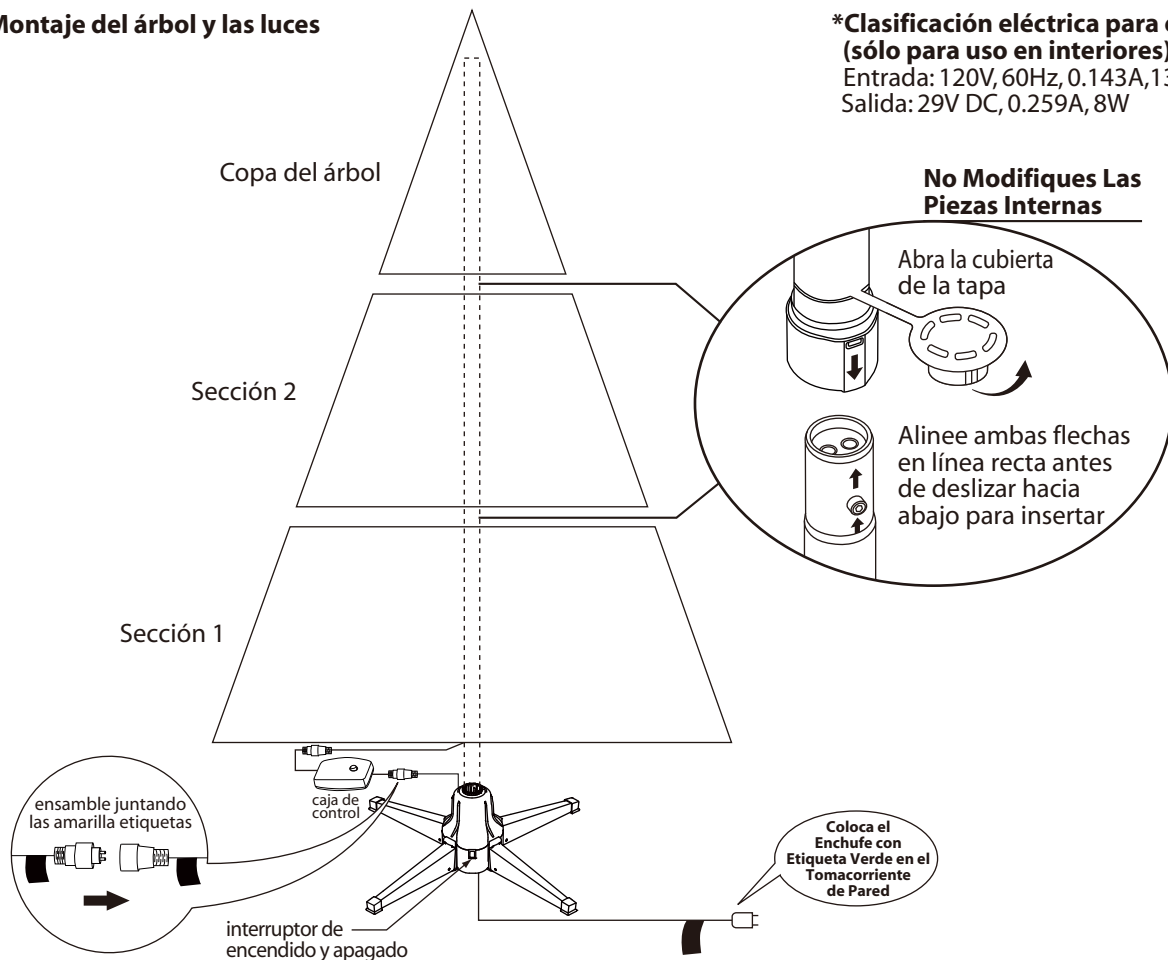 Montaje del árbol y las luces
*Clasificación eléctrica para
(sólo para uso en interiores)
Entrada: 120V, 60Hz, 0.143A,
Salida: 29V DC, 0.259A, 8W
Copa del árbol
No Modifiques Las
Piezas Internas
Abra la cubierta
de la tapa
Sección 2
Alinee ambas flechas
en línea recta antes
de deslizar hacia
abajo para insertar
Sección 1
ensamble juntando
las amarilla etiquetas
caja de
control
Coloca el
Enchufe con
Etiqueta Verde en el
Tomacorriente
de Pared
interruptor de
encendido y apagado